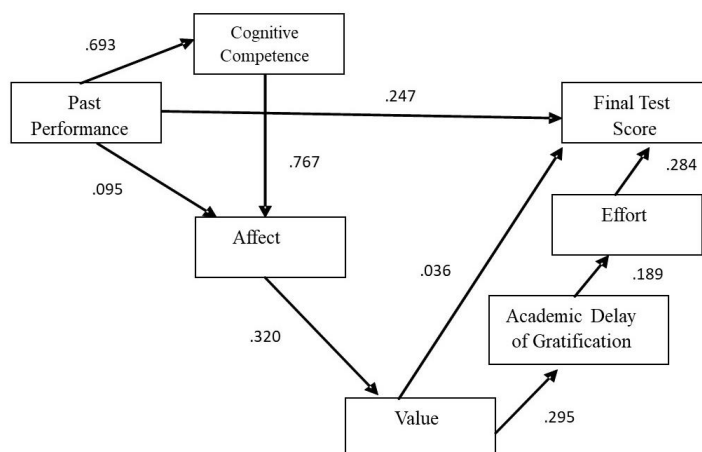 Cognitive
Competence
.693
Past
Performance
.247
Final Test
Score
.767
.284
.095
Affect
Effort
.036
.189
.320
Academic Delay
of Gratification
Value
.295